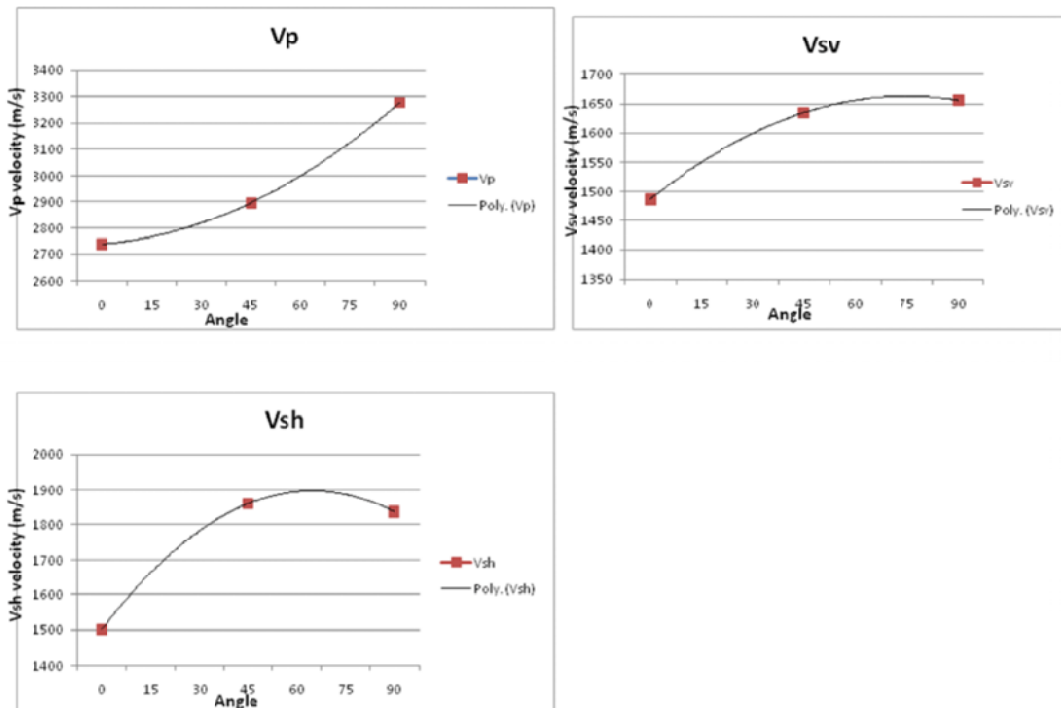 Vp
Vp velocity (m/s)
3400
3300
3200
3100
3000
2900
2800
2700
2600
0 15 30 45 60 75 90
Angle
Vp
Poly. (Vp)
Vsv
Vsv velocity (m/s)
1700
1650
1600
1550
1500
1450
1400
1350
0 15 30 45 60 75 90
Angle
Vsv
Poly. (Vsv)
Vsh
Vsh velocity (m/s)
2000
1900
1800
1700
1600
1500
1400
0 15 30 45 60 75 90
Angle
Vsh
Poly. (Vsh)